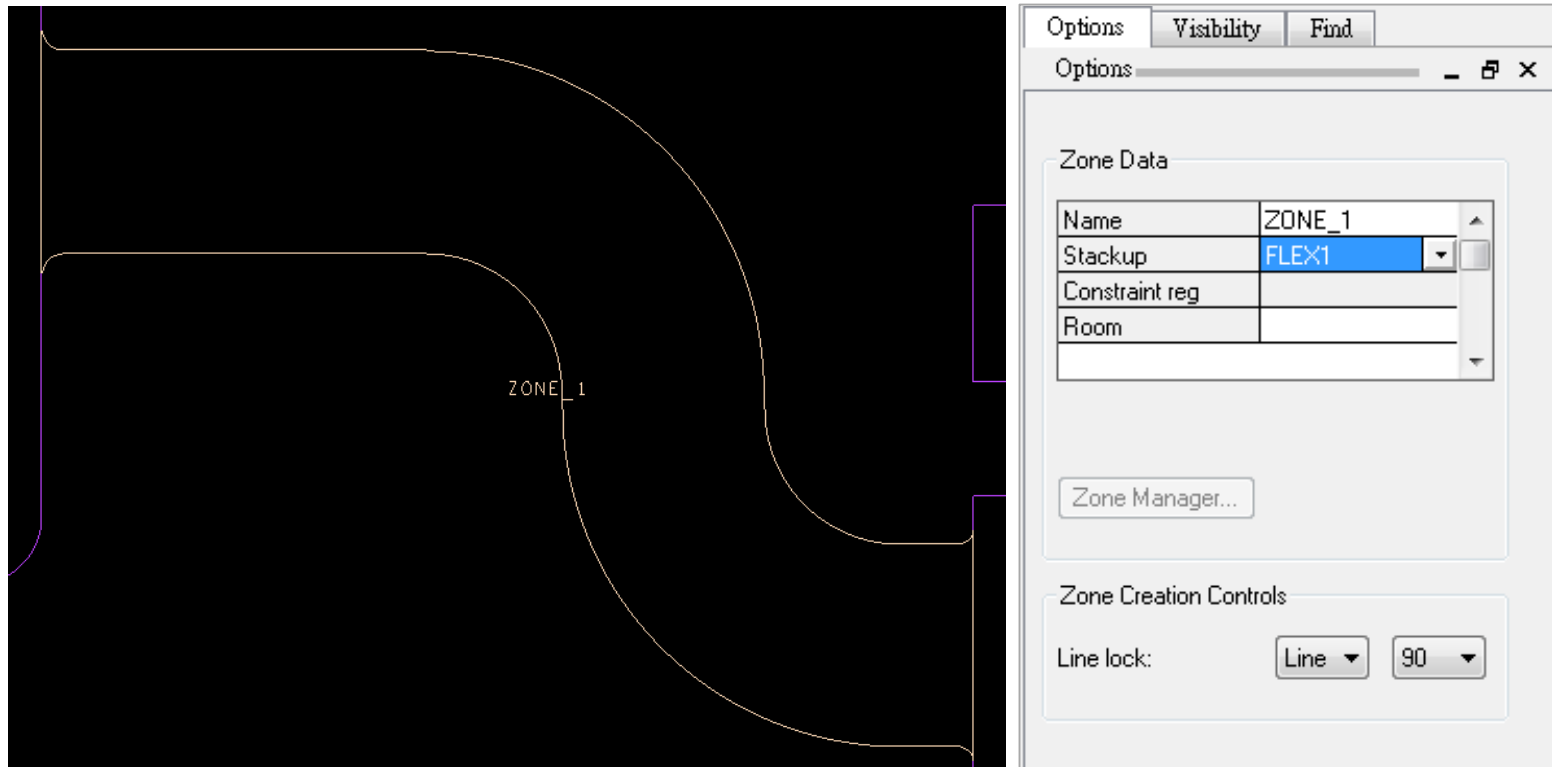 ZONE_1
Options Visibility Find
Options
Zone Data
Name ZONE_1
Stackup FLEX1
Constraint reg
Room
Zone Manager...
Zone Creation Controls
Line lock: Line 90